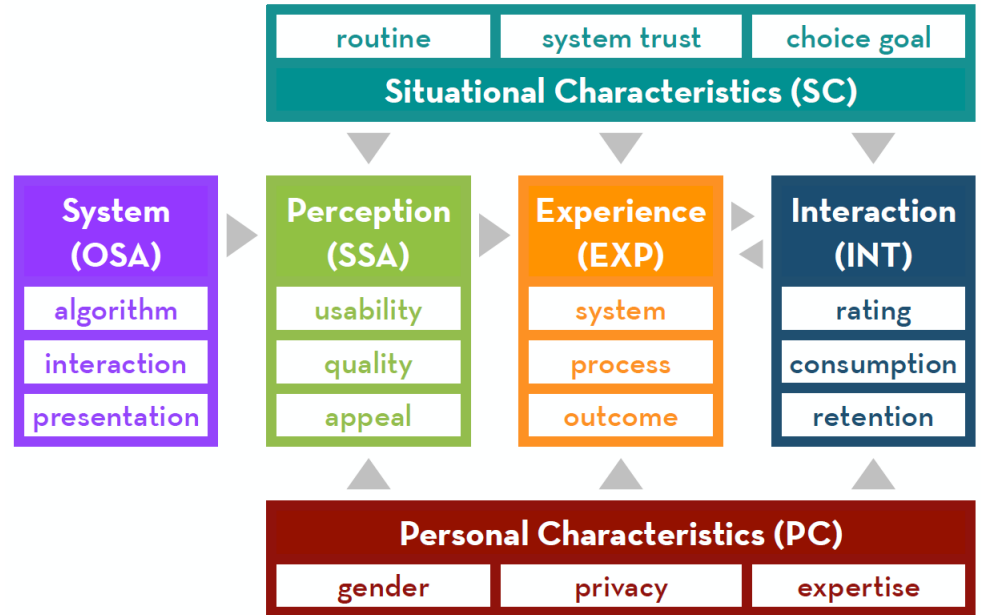 routine
system trust
choice goal
Situational Characteristics (SC)
System
(OSA)
algorithm
interaction
presentation
Perception
(SSA)
usability
quality
appeal
Experience
(EXP)
system
process
outcome
Interaction
(INT)
rating
consumption
retention
Personal Characteristics (PC)
gender
privacy
expertise